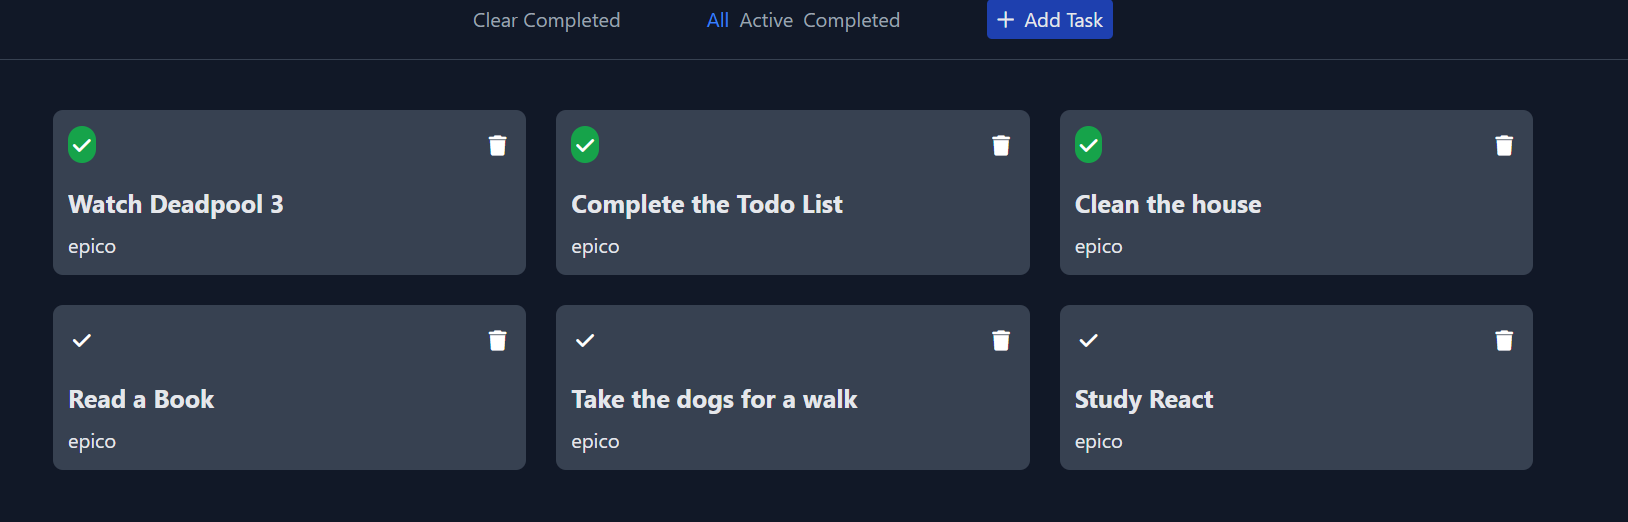 Clear Completed All Active Completed + Add Task
Watch Deadpool 3
epico
Complete the Todo List
epico
Clean the house
epico
Read a Book
epico
Take the dogs for a walk
epico
Study React
epico